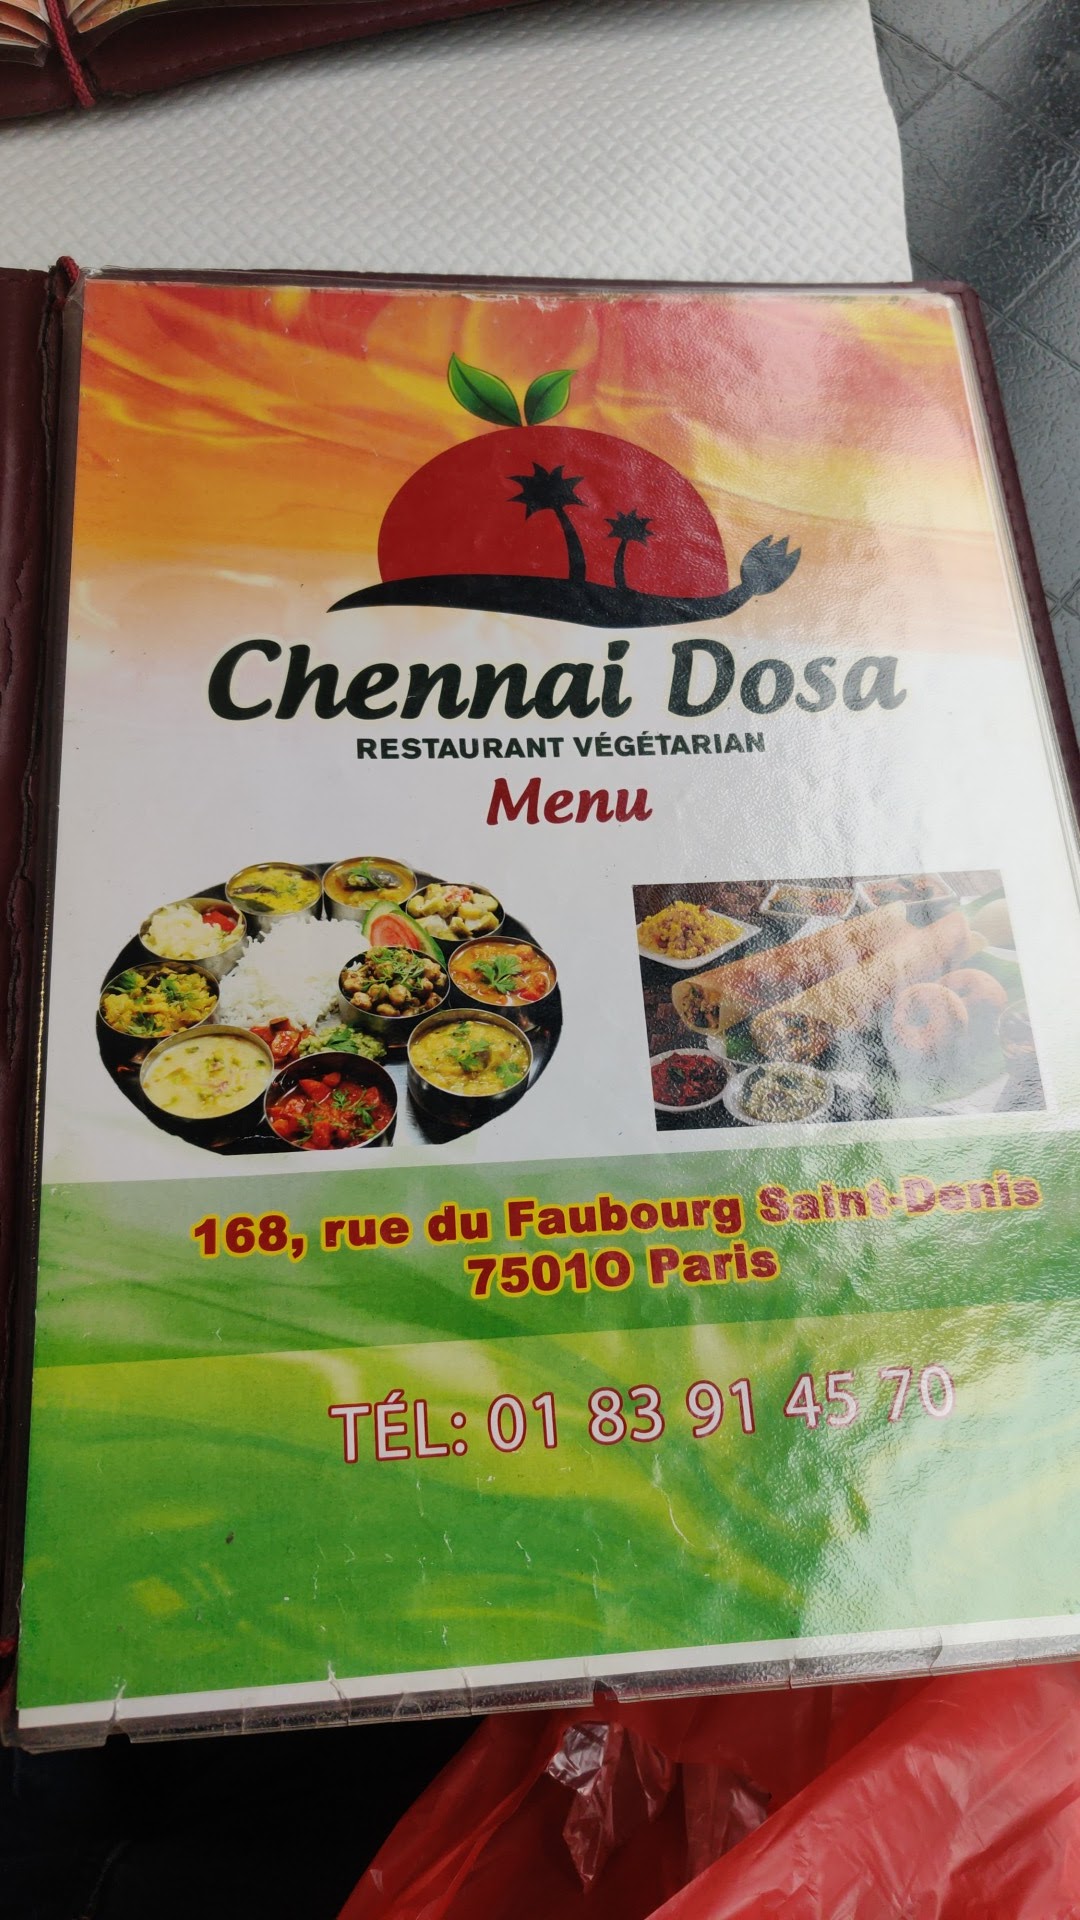 Chennai Dosa
RESTAURANT VÉGÉTARIAN
Menu
168, rue du Faubourg Saint-Denis
75010 Paris
TÉL: 01 83 91 45 70